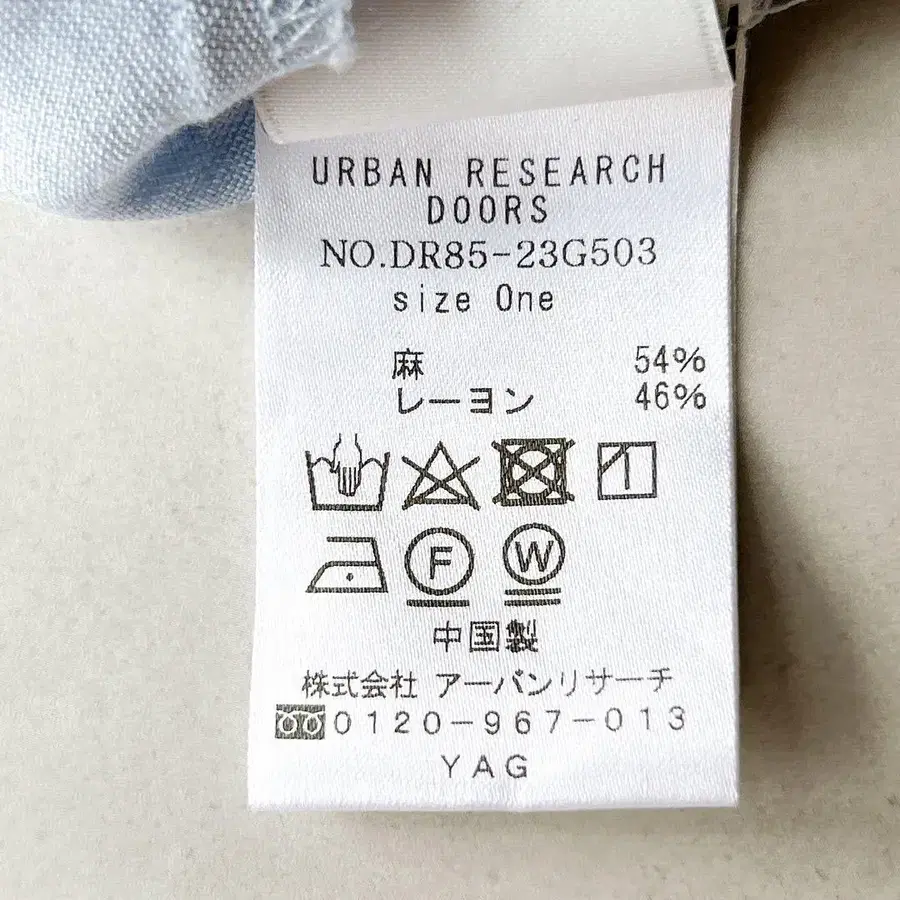 URBAN RESEARCH
DOORS
NO.DR85-23G503
size One
麻 54%
レーヨン 46%
F W
中国製
株式会社 アーバンリサーチ
0120-967-013
YAG